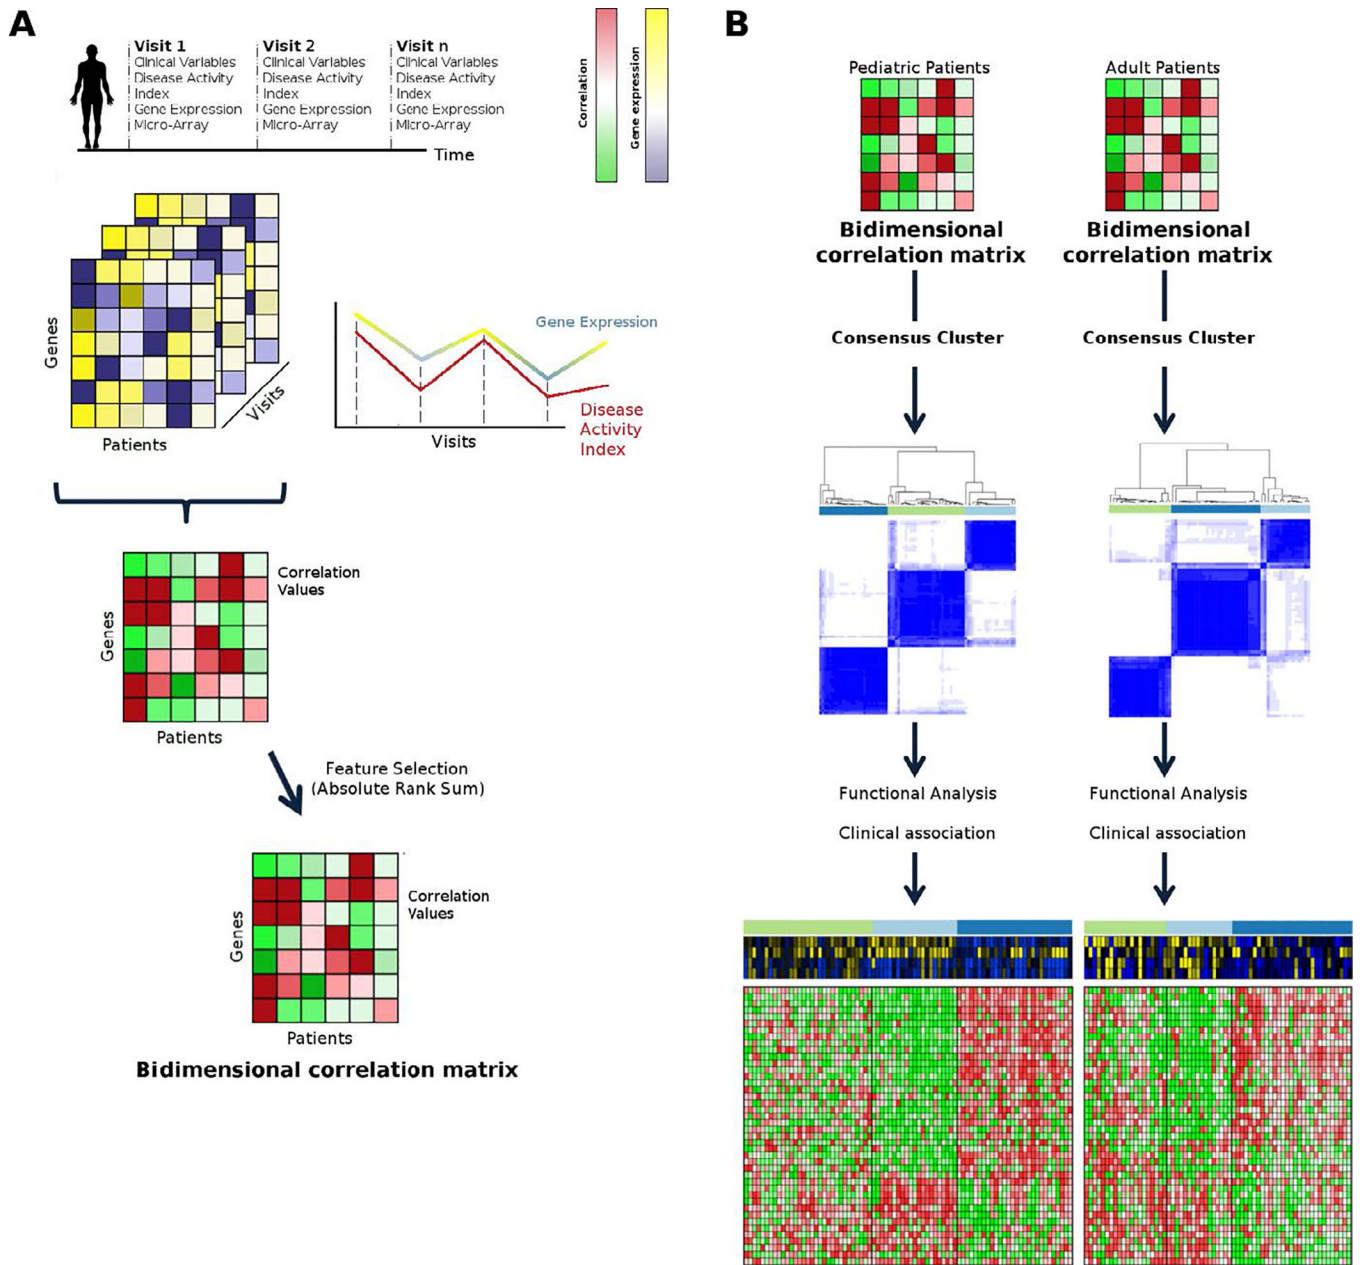 A
Visit 1
Clinical Variables
Disease Activity
Index
Gene Expression
Micro-Array
Visit 2
Clinical Variables
Disease Activity
Index
Gene Expression
Micro-Array
Visit n
Clinical Variables
Disease Activity
Index
Gene Expression
Micro-Array
Time
Correlation
Gene expression
Genes
Patients
Visits
Gene Expression
Disease
Activity
Index
Visits
Correlation
Values
Genes
Patients
Feature Selection
(Absolute Rank Sum)
Correlation
Values
Genes
Patients
Bidimensional correlation matrix
B
Pediatric Patients
Bidimensional
correlation matrix
Consensus Cluster
Functional Analysis
Clinical association
Adult Patients
Bidimensional
correlation matrix
Consensus Cluster
Functional Analysis
Clinical association